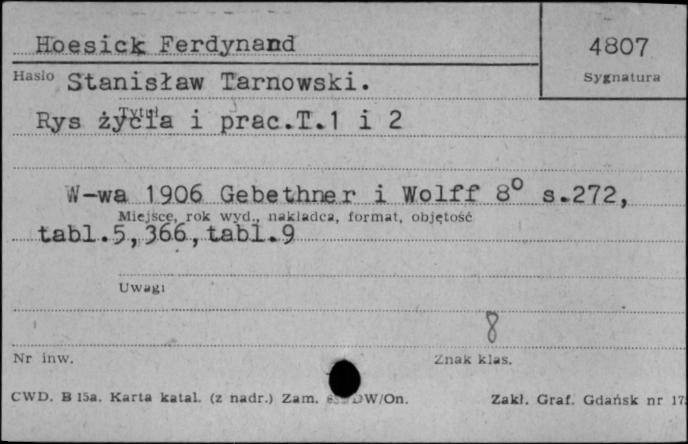 Hoesick Ferdynand
4807
Hasło Stanisław Tarnowski.
Sygnatura
Tytuł
Rys życia i prac.T.1 i 2
W-wa 1906 Gebethner i Wolff 8° s.272,
Miejsce, rok wyd., nakładca, format, objętość
tabl.5,366,tabl.9
Uwagi
8
Nr inw.
Znak klas.
CWD. B 15a. Karta katal. (z nadr.) Zam. DW/On.
Zakł. Graf. Gdańsk nr